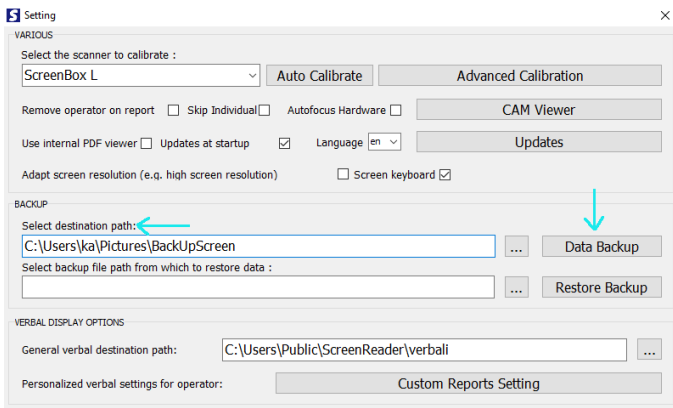 S Setting
VARIOUS
Select the scanner to calibrate :
ScreenBox L Auto Calibrate Advanced Calibration
Remove operator on report Skip Individual Autofocus Hardware CAM Viewer
Use internal PDF viewer Updates at startup Language en Updates
Adapt screen resolution (e.g. high screen resolution) Screen keyboard
BACKUP
Select destination path:
C:\Users\ka\Pictures\BackUpScreen ... Data Backup
Select backup file path from which to restore data :
... Restore Backup
VERBAL DISPLAY OPTIONS
General verbal destination path: C:\Users\Public\ScreenReader\verbali ...
Personalized verbal settings for operator: Custom Reports Setting